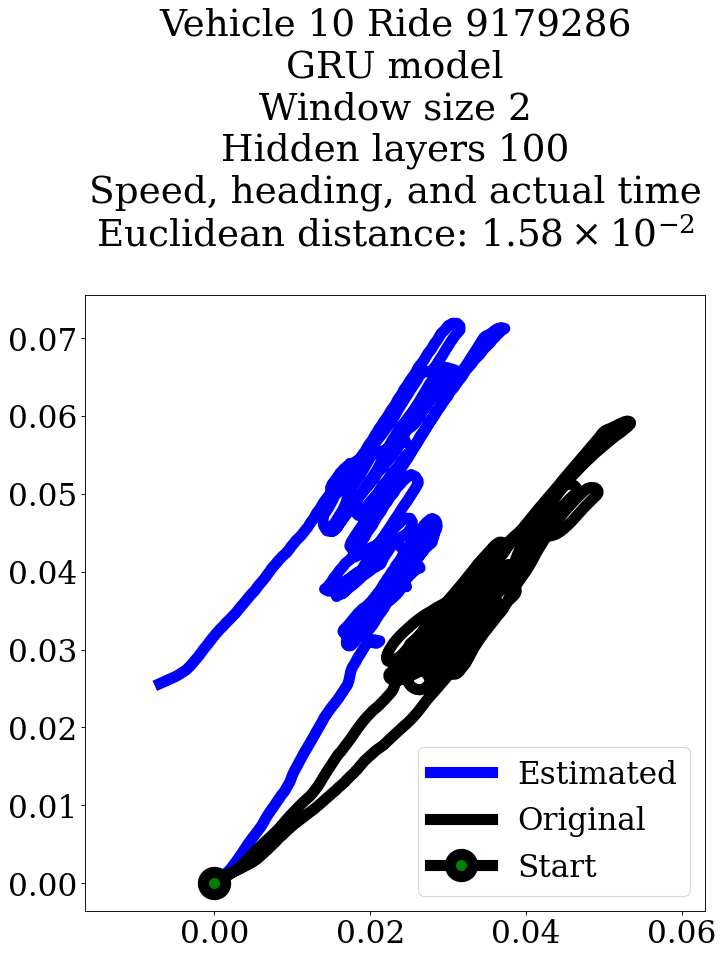 Vehicle 10 Ride 9179286
GRU model
Window size 2
Hidden layers 100
Speed, heading, and actual time
Euclidean distance: 1.58 × 10⁻²
0.07
0.06
0.05
0.04
0.03
0.02
0.01
0.00
Estimated
Original
Start
0.00 0.02 0.04 0.06